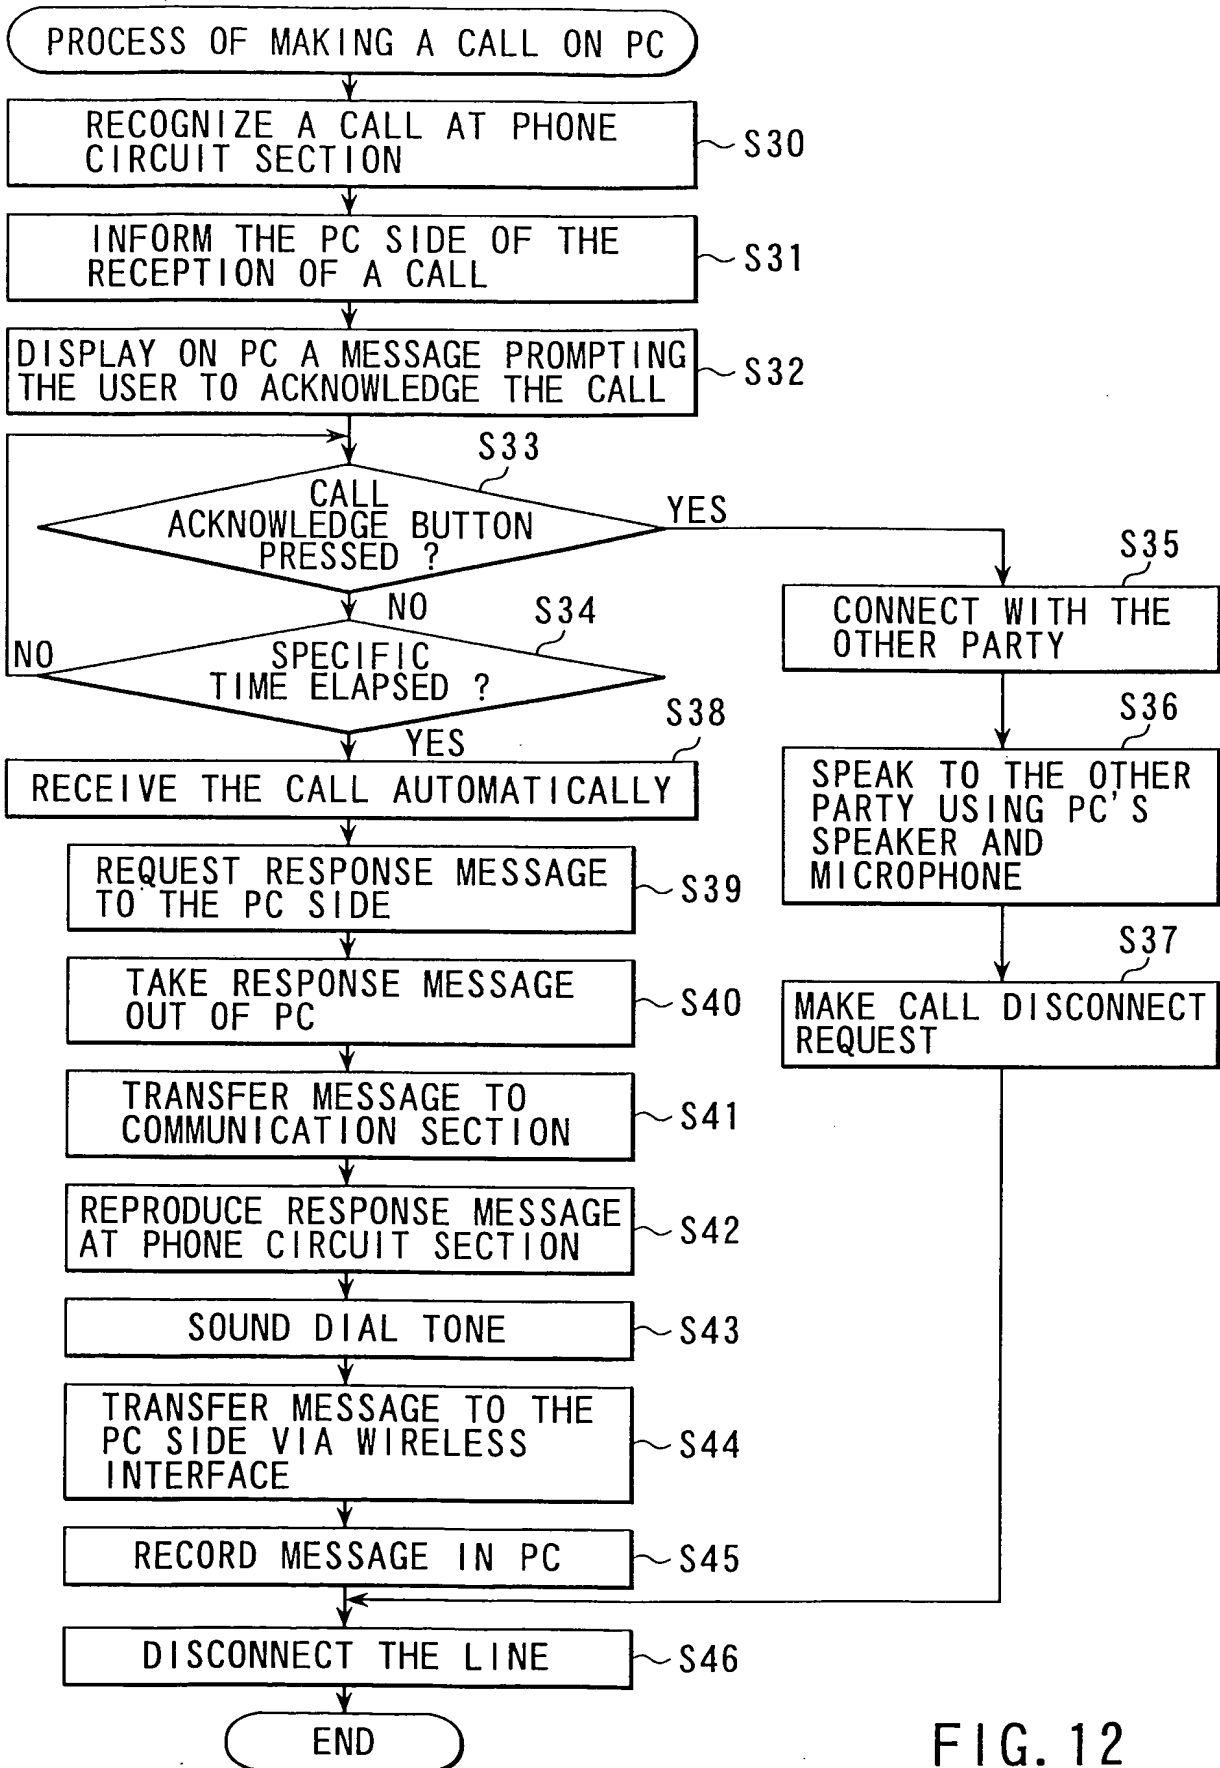 PROCESS OF MAKING A CALL ON PC
RECOGNIZE A CALL AT PHONE
CIRCUIT SECTION
S30
INFORM THE PC SIDE OF THE
RECEPTION OF A CALL
S31
DISPLAY ON PC A MESSAGE PROMPTING
THE USER TO ACKNOWLEDGE THE CALL
S32
S33
CALL
ACKNOWLEDGE BUTTON
PRESSED ?
YES
NO
S34
SPECIFIC
TIME ELAPSED ?
NO
YES
S35
CONNECT WITH THE
OTHER PARTY
S36
SPEAK TO THE OTHER
PARTY USING PC'S
SPEAKER AND
MICROPHONE
S37
MAKE CALL DISCONNECT
REQUEST
S38
RECEIVE THE CALL AUTOMATICALLY
REQUEST RESPONSE MESSAGE
TO THE PC SIDE
S39
TAKE RESPONSE MESSAGE
OUT OF PC
S40
TRANSFER MESSAGE TO
COMMUNICATION SECTION
S41
REPRODUCE RESPONSE MESSAGE
AT PHONE CIRCUIT SECTION
S42
SOUND DIAL TONE
S43
TRANSFER MESSAGE TO THE
PC SIDE VIA WIRELESS
INTERFACE
S44
RECORD MESSAGE IN PC
S45
DISCONNECT THE LINE
S46
END
FIG. 12